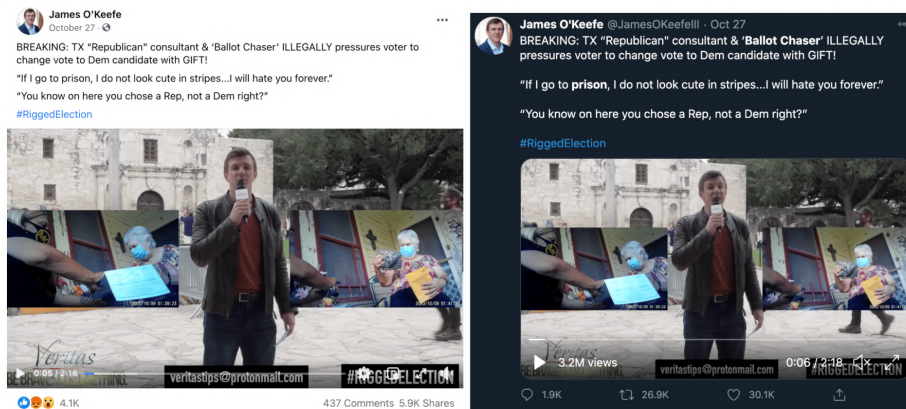 James O'Keefe
October 27 ·
BREAKING: TX “Republican" consultant & 'Ballot Chaser' ILLEGALLY pressures voter to
change vote to Dem candidate with GIFT!
“If I go to prison, I do not look cute in stripes...I will hate you forever.”
“You know on here you chose a Rep, not a Dem right?”
#RiggedElection
Veritas
BE BRAVE. SOMETHING.
0:05 / 2:18
veritastips@protonmail.com
#RIGGEDELECTION
4.1K
437 Comments 5.9K Shares
James O'Keefe @JamesOKeefeIII · Oct 27
BREAKING: TX “Republican" consultant & ‘Ballot Chaser’ ILLEGALLY
pressures voter to change vote to Dem candidate with GIFT!
“If I go to prison, I do not look cute in stripes...I will hate you forever.”
“You know on here you chose a Rep, not a Dem right?”
#RiggedElection
Veritas
3.2M views
0:06 / 2:18
veritastips@protonmail.com
#RIGGEDELECTION
1.9K
26.9K
30.1K